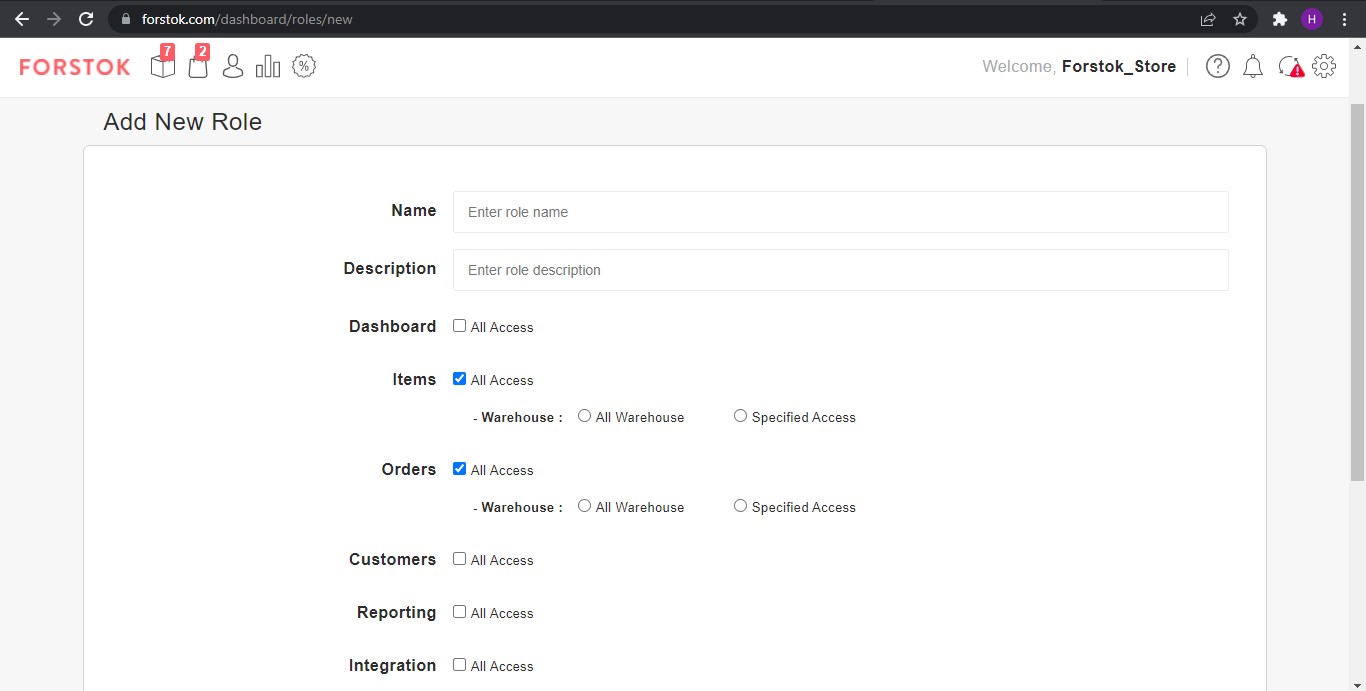 forstok.com/dashboard/roles/new
H
FORSTOK
7
2
%
Welcome, Forstok_Store
?
Add New Role
Name Enter role name
Description Enter role description
Dashboard All Access
Items All Access
- Warehouse : All Warehouse Specified Access
Orders All Access
- Warehouse : All Warehouse Specified Access
Customers All Access
Reporting All Access
Integration All Access